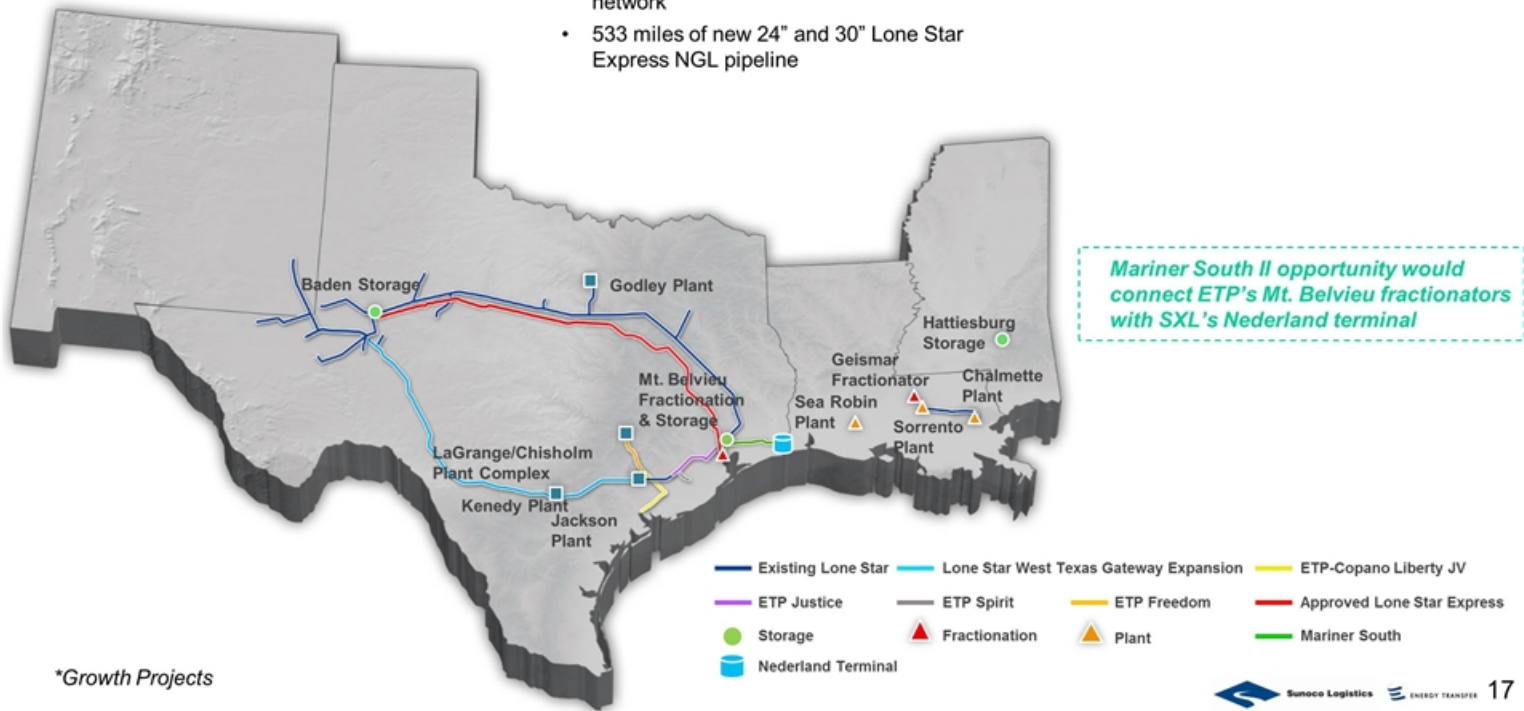 network
• 533 miles of new 24” and 30” Lone Star
Express NGL pipeline
Baden Storage
Godley Plant
Mariner South II opportunity would
connect ETP’s Mt. Belvieu fractionators
with SXL’s Nederland terminal
Hattiesburg
Storage
Geismar
Fractionator
Chalmette
Plant
Mt. Belvieu
Fractionation
& Storage
Sea Robin
Plant
Sorrento
Plant
LaGrange/Chisholm
Plant Complex
Kenedy Plant
Jackson
Plant
Existing Lone Star
Lone Star West Texas Gateway Expansion
ETP-Copano Liberty JV
ETP Justice
ETP Spirit
ETP Freedom
Approved Lone Star Express
Storage
Fractionation
Plant
Mariner South
Nederland Terminal
*Growth Projects
Sunoco Logistics
ENERGY TRANSFER
17